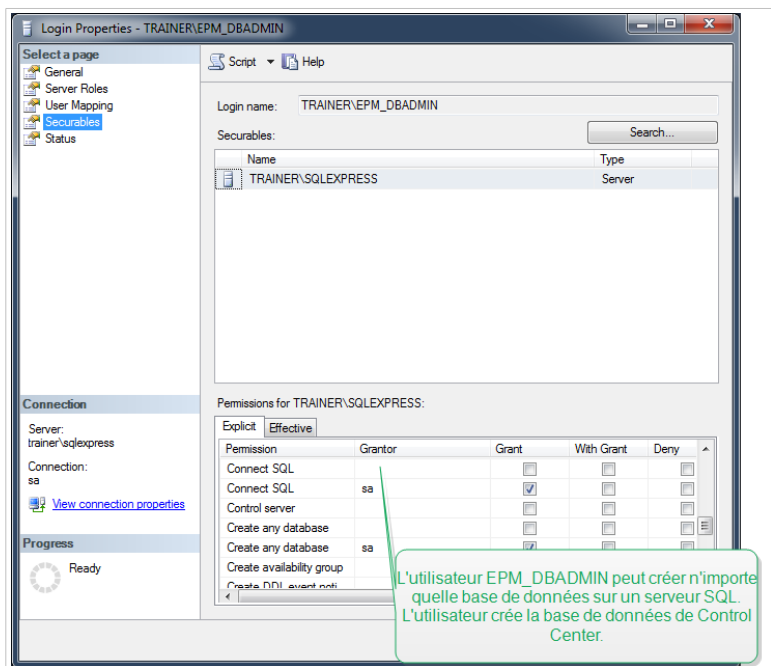 Login Properties - TRAINER\EPM_DBADMIN
Select a page
General
Server Roles
User Mapping
Securables
Status
Script Help
Login name: TRAINER\EPM_DBADMIN
Securables: Search...
Name Type
TRAINER\SQLEXPRESS Server
Connection
Server:
trainer\sqlexpress
Connection:
sa
View connection properties
Progress
Ready
Permissions for TRAINER\SQLEXPRESS:
Explicit Effective
Permission Grantor Grant With Grant Deny
Connect SQL
Connect SQL sa
Control server
Create any database
Create any database sa
Create availability group
Create DDL event noti
L'utilisateur EPM_DBADMIN peut créer n'importe
quelle base de données sur un serveur SQL.
L'utilisateur crée la base de données de Control
Center.